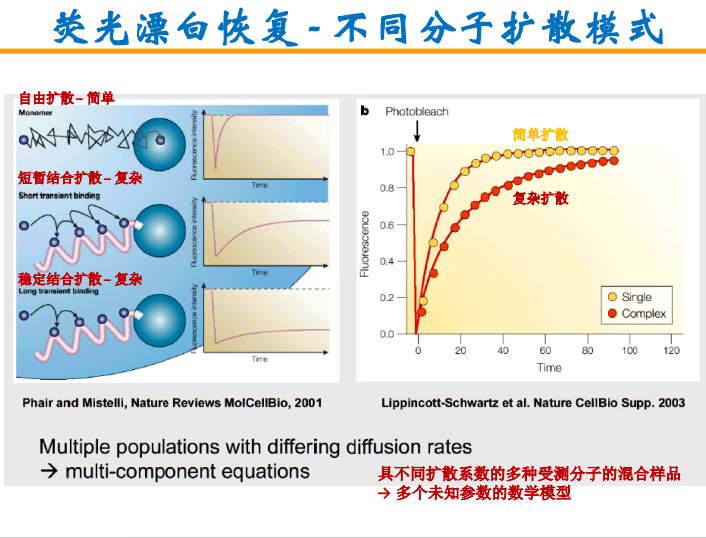 荧光漂白恢复 - 不同分子扩散模式
自由扩散 – 简单
Monomer
Fluorescence intensity
Time
短暂结合扩散 – 复杂
Short transient binding
Fluorescence intensity
Time
稳定结合扩散 – 复杂
Long transient binding
Fluorescence intensity
Time
Phair and Mistelli, Nature Reviews MolCellBio, 2001
b Photobleach
简单扩散
复杂扩散
Fluorescence
1.0
0.8
0.6
0.4
0.2
0.0
Single
Complex
0 20 40 60 80 100 120
Time
Lippincott-Schwartz et al. Nature CellBio Supp. 2003
Multiple populations with differing diffusion rates
→ multi-component equations
具不同扩散系数的多种受测分子的混合样品
→ 多个未知参数的数学模型